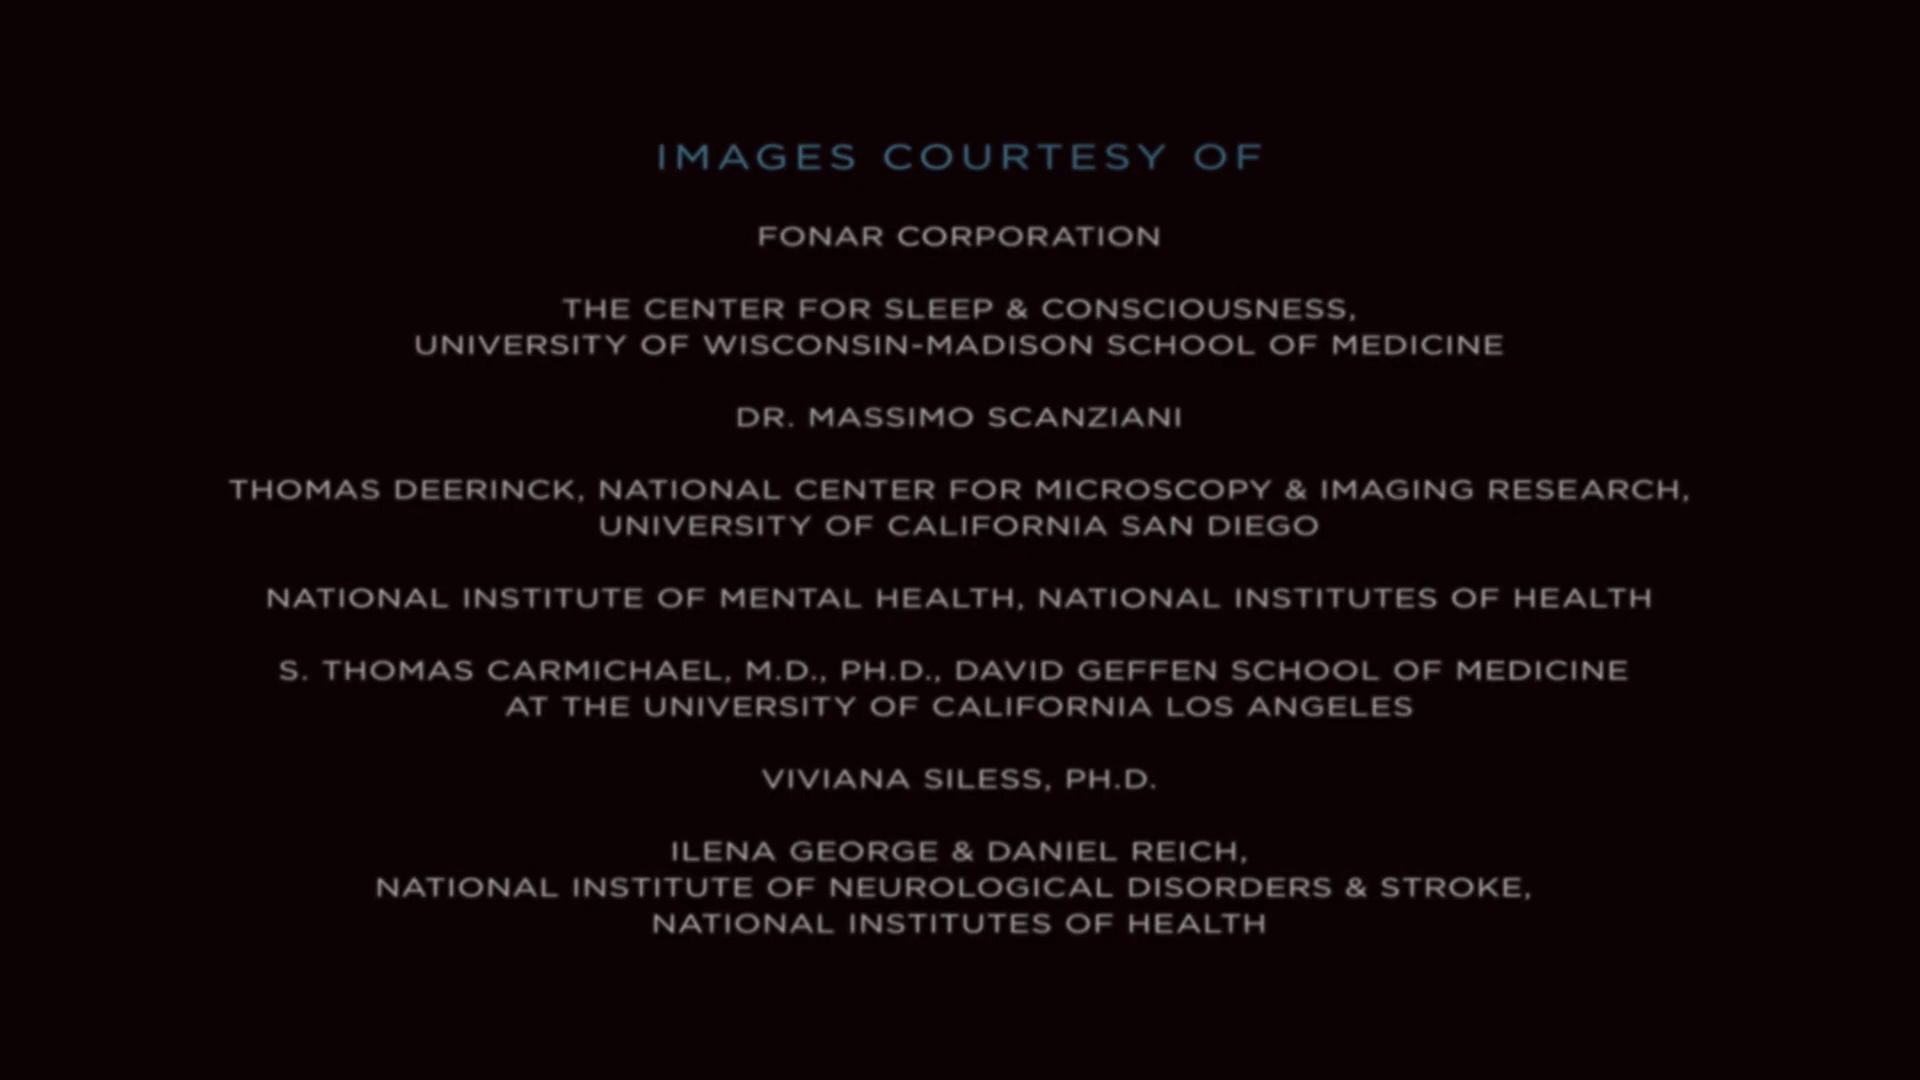 IMAGES COURTESY OF
FONAR CORPORATION
THE CENTER FOR SLEEP & CONSCIOUSNESS,
UNIVERSITY OF WISCONSIN-MADISON SCHOOL OF MEDICINE
DR. MASSIMO SCANZIANI
THOMAS DEERINCK, NATIONAL CENTER FOR MICROSCOPY & IMAGING RESEARCH,
UNIVERSITY OF CALIFORNIA SAN DIEGO
NATIONAL INSTITUTE OF MENTAL HEALTH, NATIONAL INSTITUTES OF HEALTH
S. THOMAS CARMICHAEL, M.D., PH.D., DAVID GEFFEN SCHOOL OF MEDICINE
AT THE UNIVERSITY OF CALIFORNIA LOS ANGELES
VIVIANA SILESS, PH.D.
ILENA GEORGE & DANIEL REICH,
NATIONAL INSTITUTE OF NEUROLOGICAL DISORDERS & STROKE,
NATIONAL INSTITUTES OF HEALTH